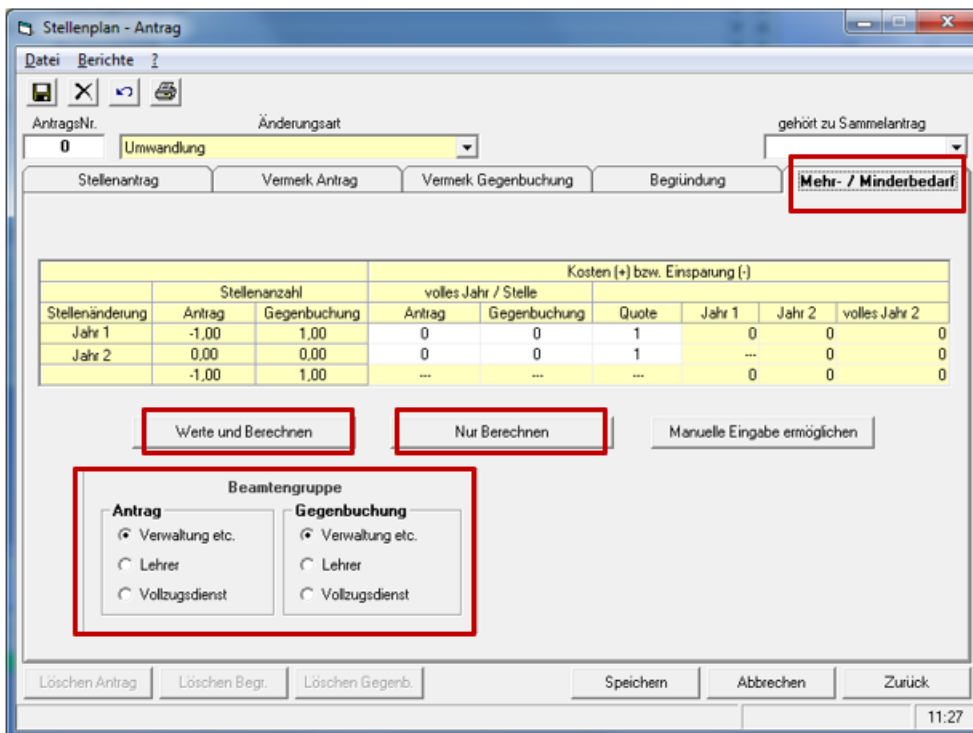 Stellenplan - Antrag
Datei Berichte ?
AntragsNr. Änderungsart gehört zu Sammelantrag
0 Umwandlung
Stellenantrag Vermerk Antrag Vermerk Gegenbuchung Begründung Mehr- / Minderbedarf
Kosten (+) bzw. Einsparung (-)
Stellenanzahl volles Jahr / Stelle
Stellenänderung Antrag Gegenbuchung Antrag Gegenbuchung Quote Jahr 1 Jahr 2 volles Jahr 2
Jahr 1 -1,00 1,00 0 0 1 0 0 0
Jahr 2 0,00 0,00 0 0 1 --- 0 0
-1,00 1,00 --- --- --- 0 0 0
Werte und Berechnen Nur Berechnen Manuelle Eingabe ermöglichen
Beamtengruppe
Antrag Gegenbuchung
Verwaltung etc. Verwaltung etc.
Lehrer Lehrer
Vollzugsdienst Vollzugsdienst
Löschen Antrag Löschen Begr. Löschen Gegenb. Speichern Abbrechen Zurück
11:27